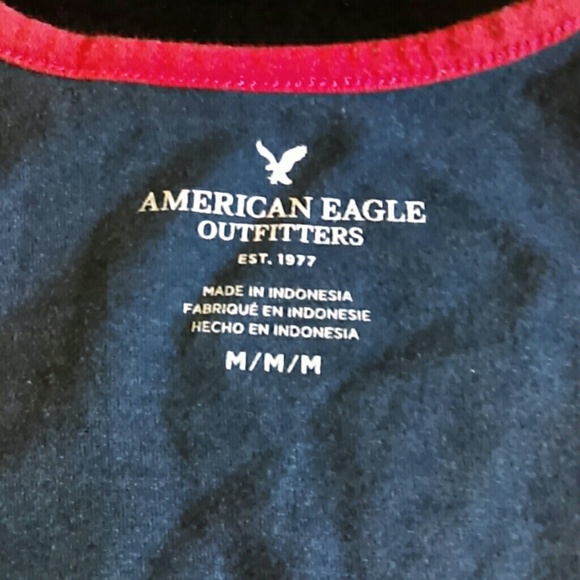 AMERICAN EAGLE
OUTFITTERS
EST. 1977
MADE IN INDONESIA
FABRIQUÉ EN INDONESIE
HECHO EN INDONESIA
M/M/M